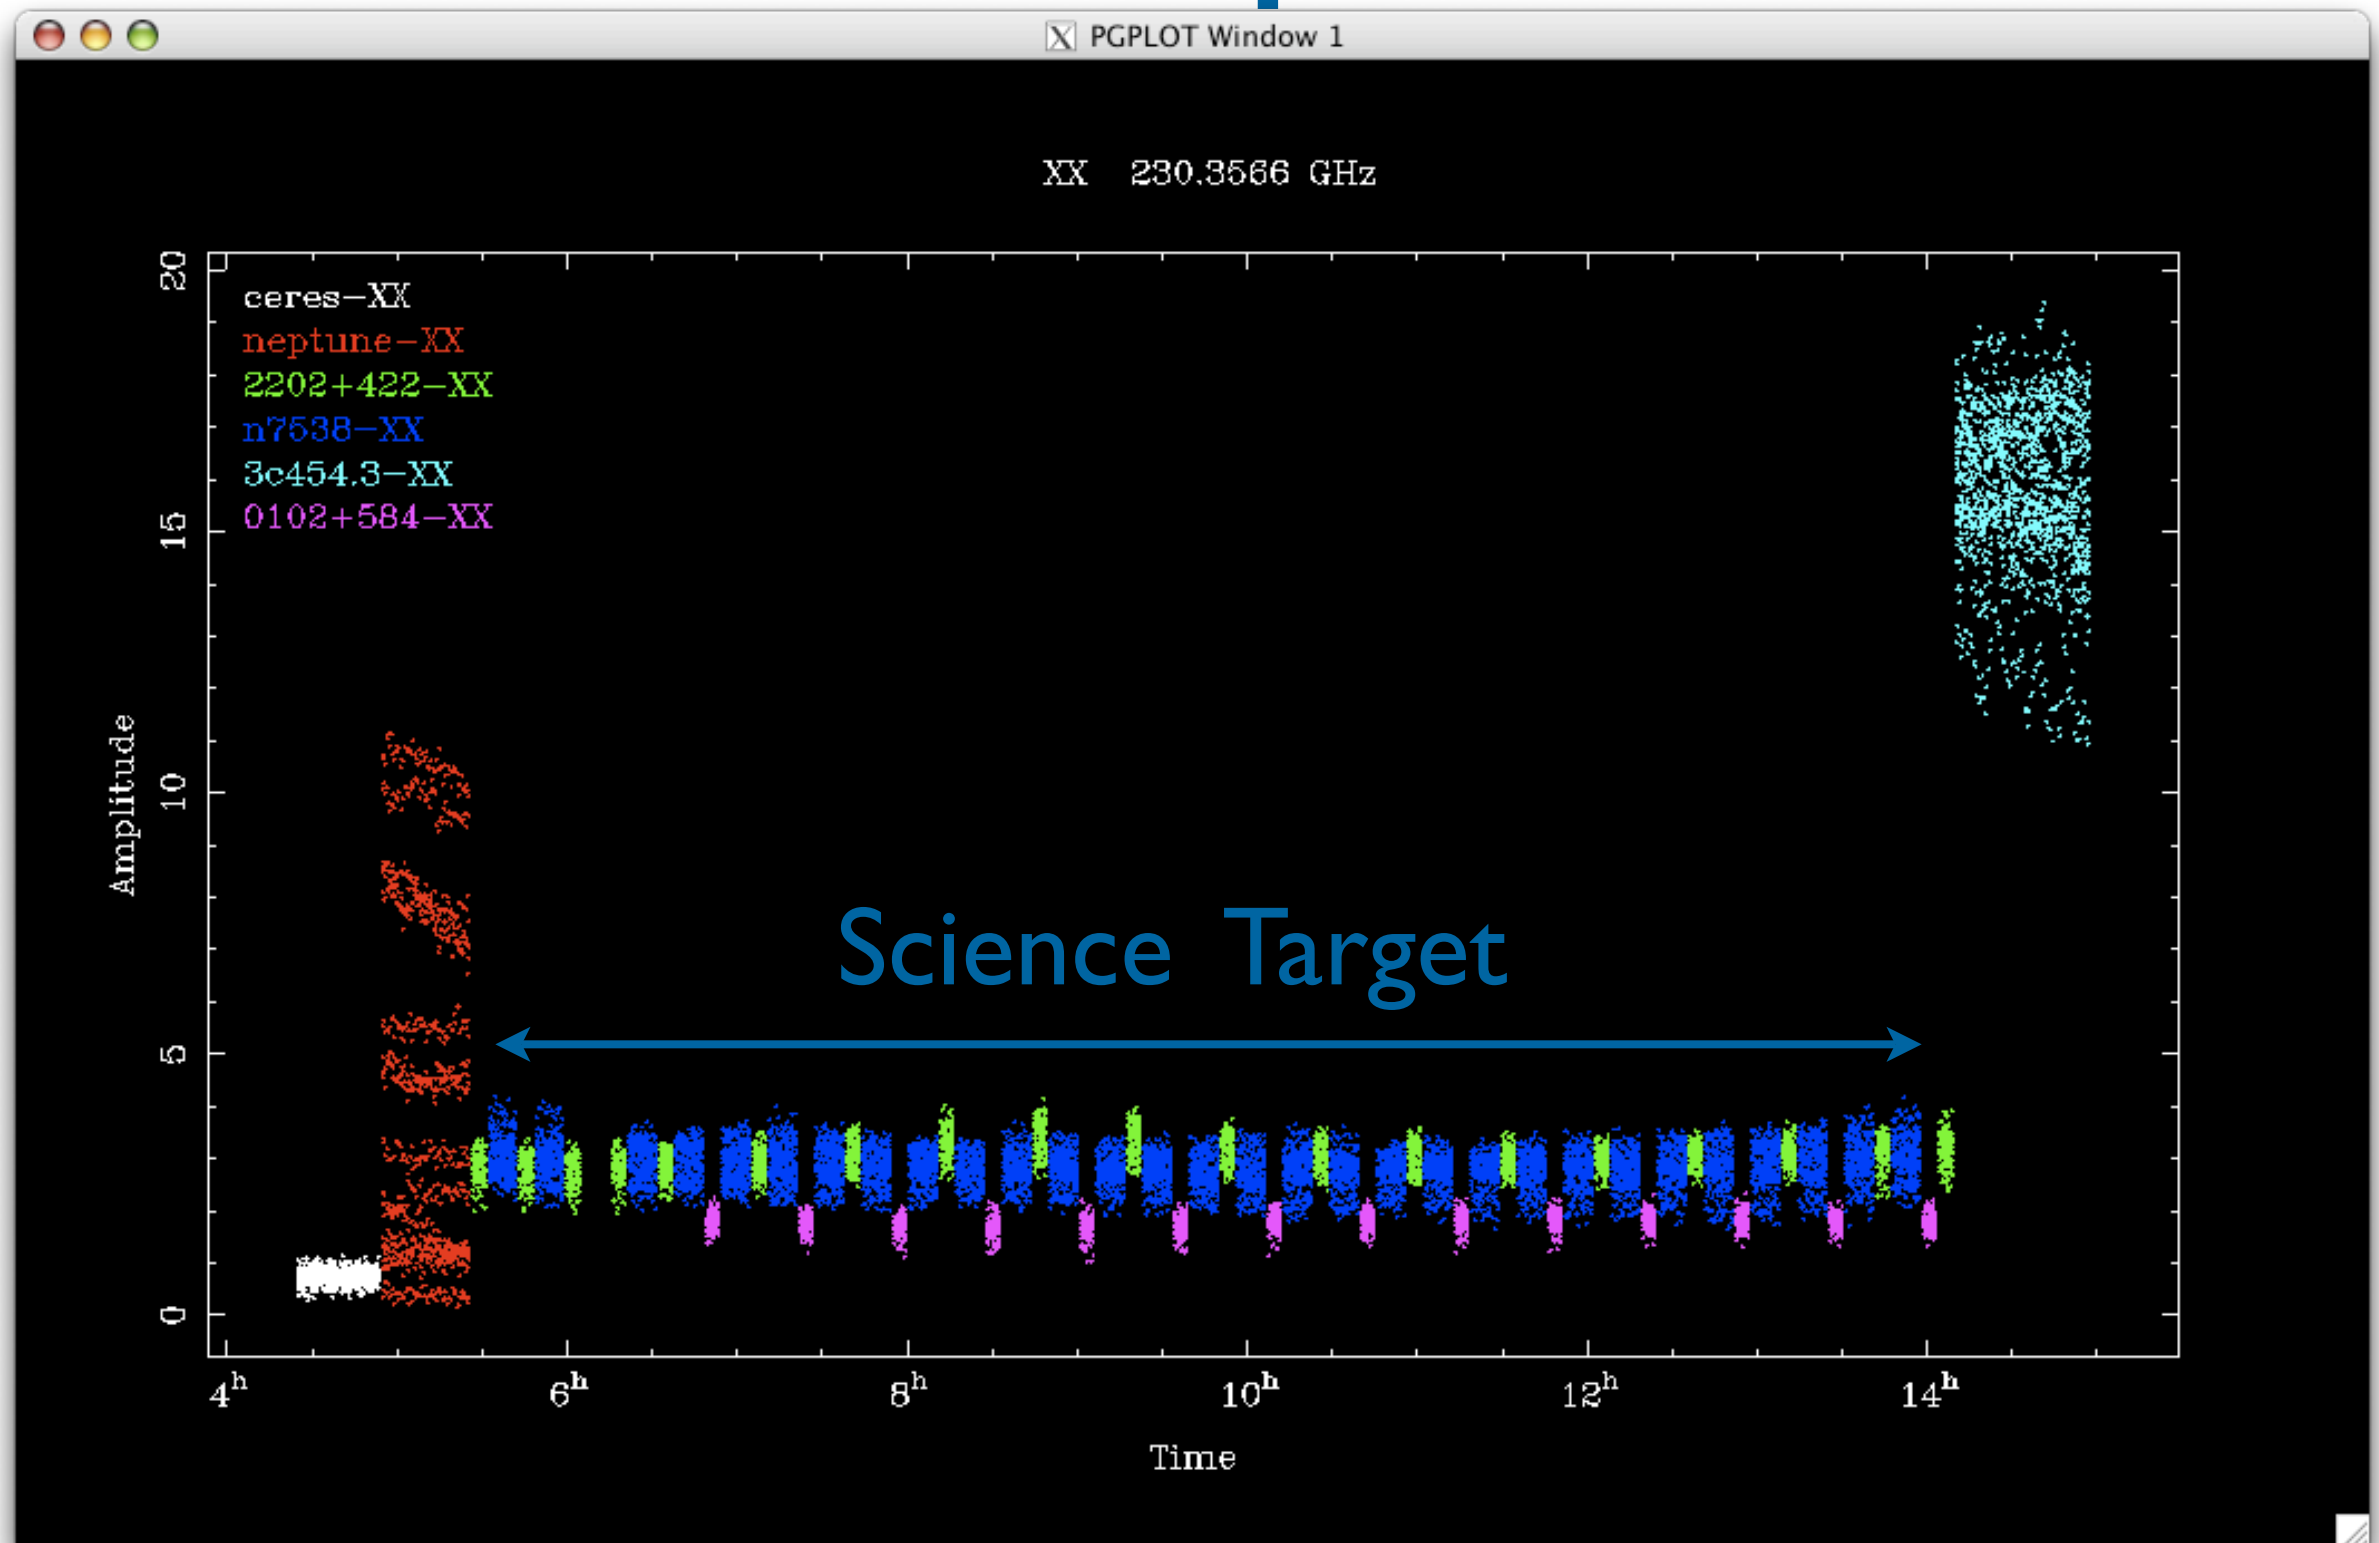 X PGPLOT Window 1
XX 230.3566 GHz
20
ceres-XX
neptune-XX
2202+422-XX
n7538-XX
3c454.3-XX
0102+584-XX
15
10
Amplitude
Science Target
5
0
4h 6h 8h 10h 12h 14h
Time